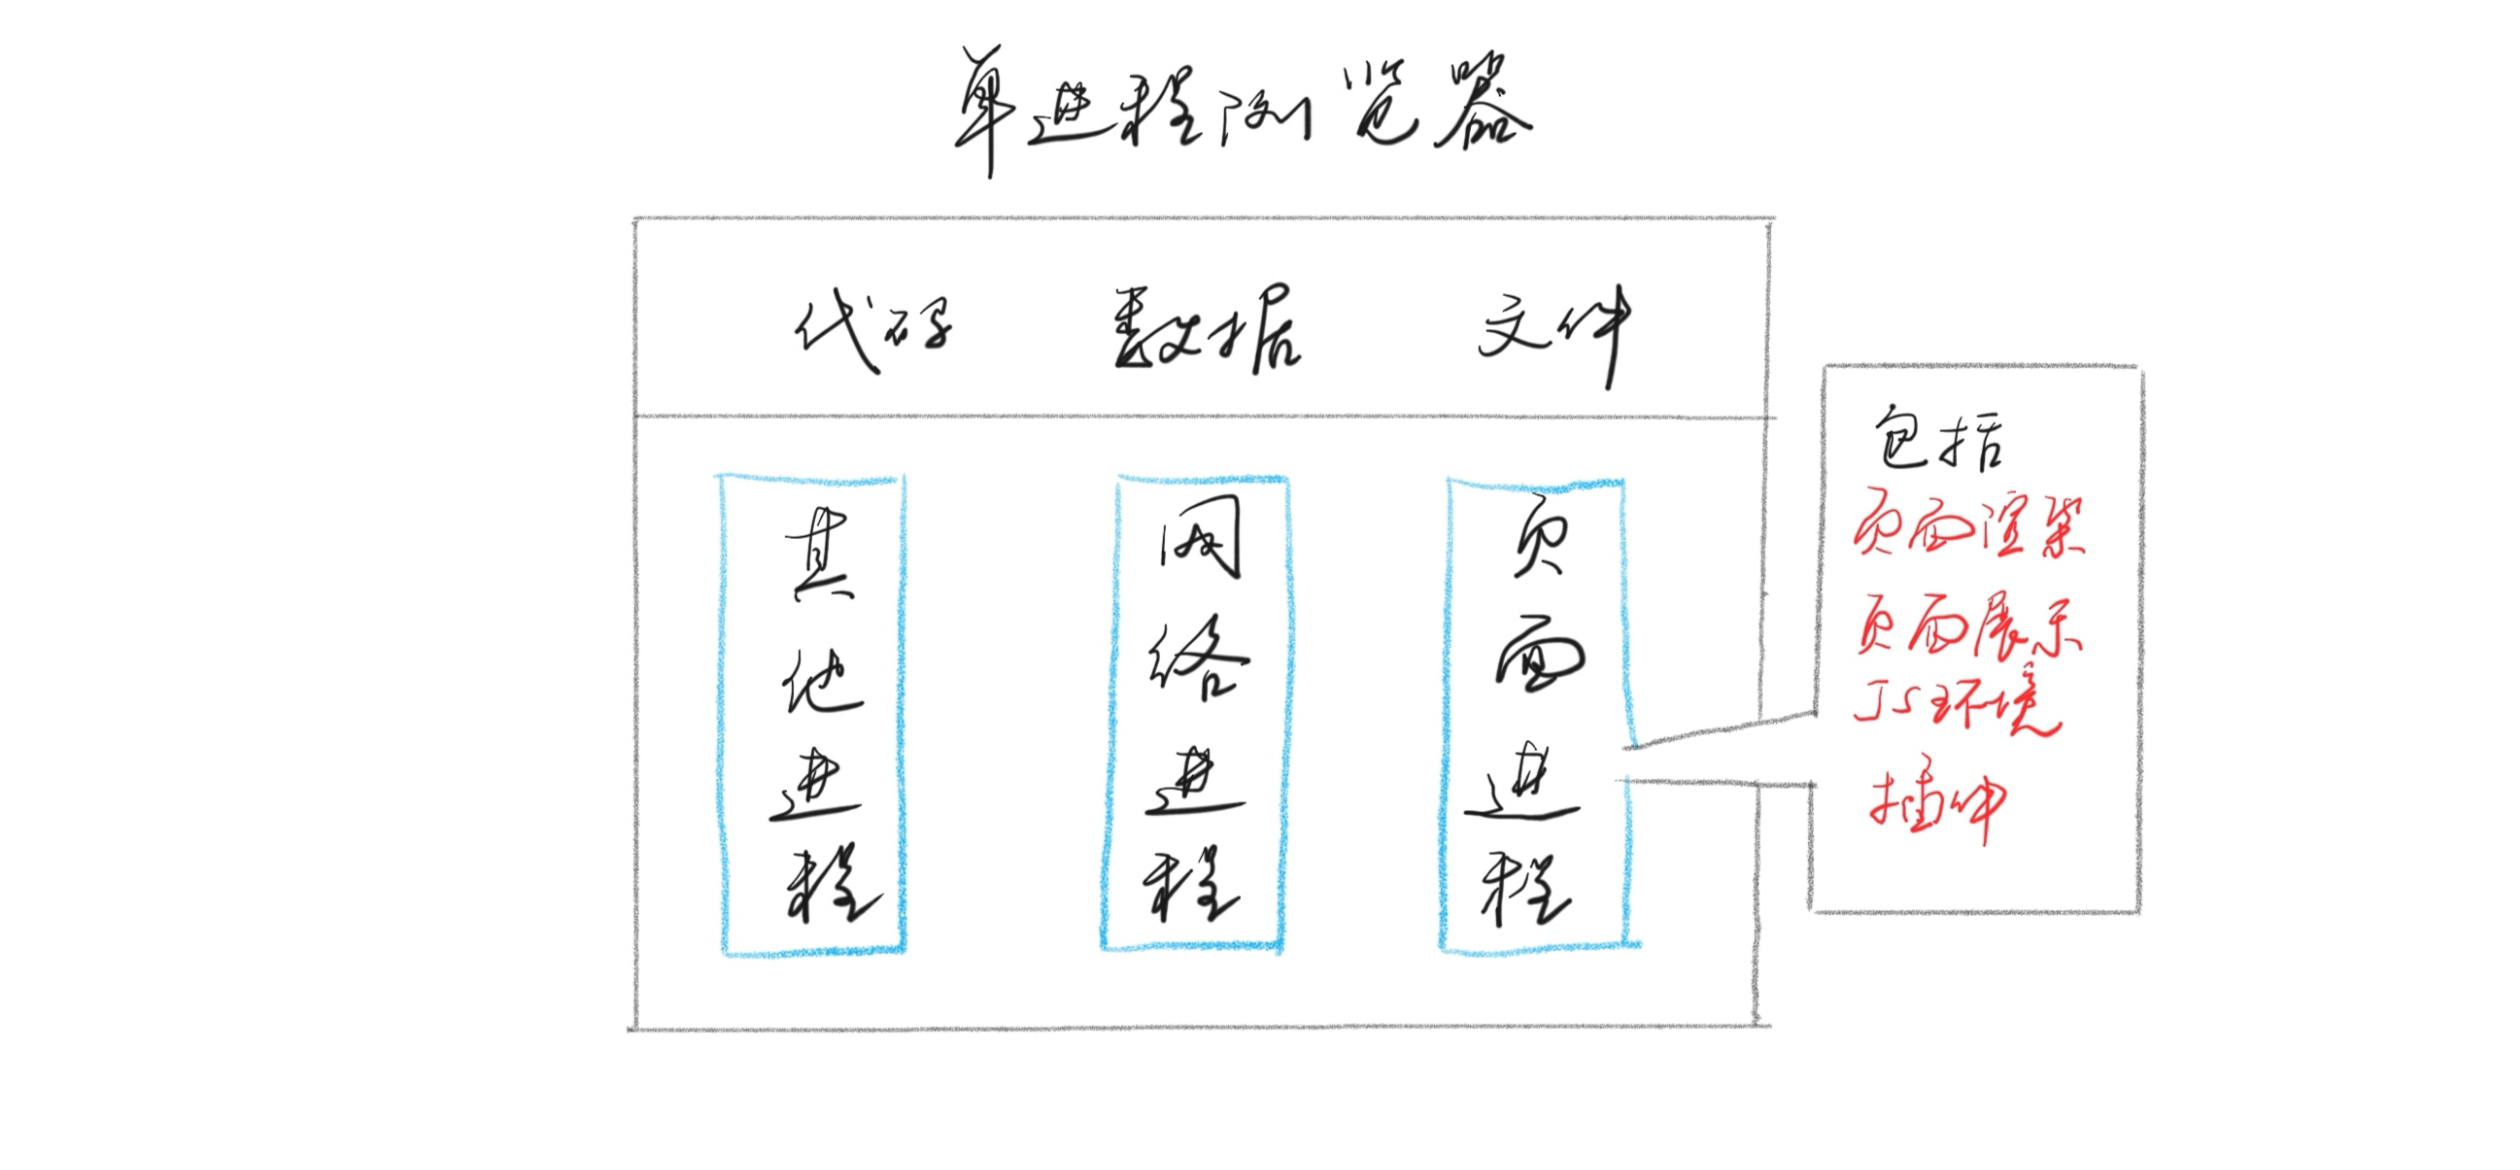 单进程浏览器
代码 数据 文件
其他进程
网络进程
页面进程
包括
页面渲染
页面展示
JS环境
插件